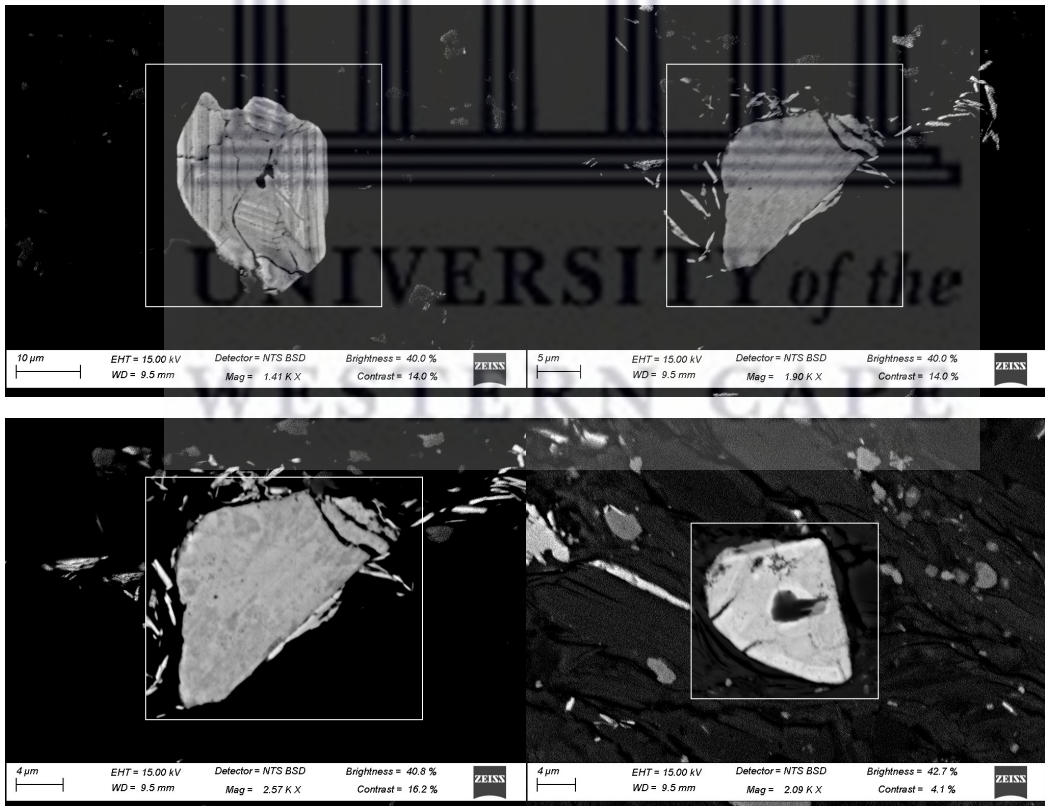 UNIVERSITY of the
10 µm EHT = 15.00 kV Detector = NTS BSD Brightness = 40.0 % ZEISS
WD = 9.5 mm Mag = 1.41 K X Contrast = 14.0 %
5 µm EHT = 15.00 kV Detector = NTS BSD Brightness = 40.0 % ZEISS
WD = 9.5 mm Mag = 1.90 K X Contrast = 14.0 %
WESTERN CAPE
4 µm EHT = 15.00 kV Detector = NTS BSD Brightness = 40.8 % ZEISS
WD = 9.5 mm Mag = 2.57 K X Contrast = 16.2 %
4 µm EHT = 15.00 kV Detector = NTS BSD Brightness = 42.7 % ZEISS
WD = 9.5 mm Mag = 2.09 K X Contrast = 4.1 %